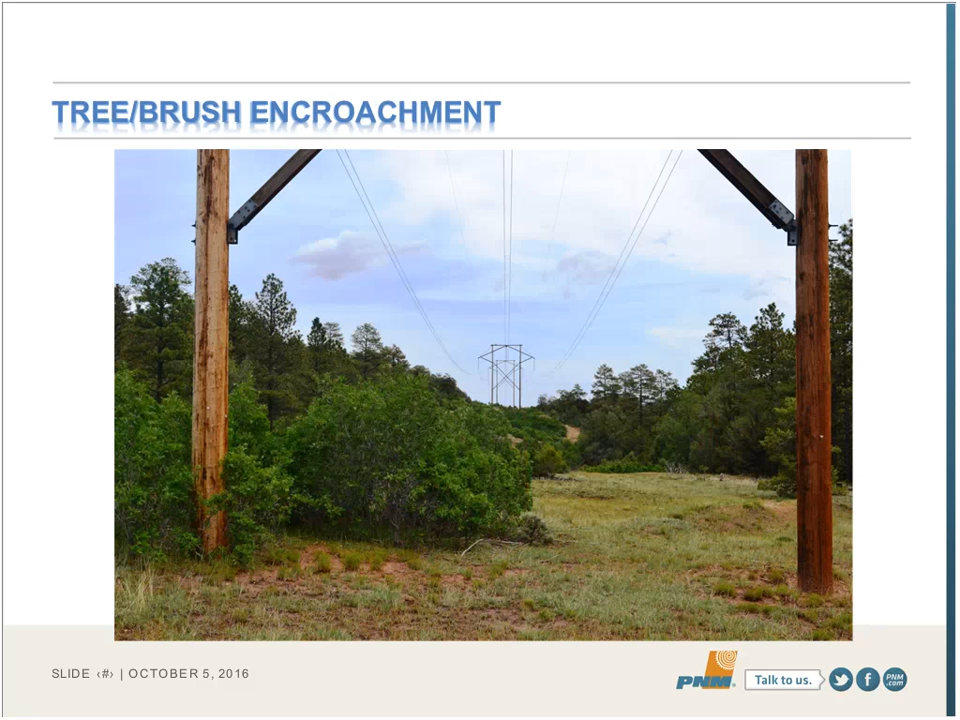 TREE/BRUSH ENCROACHMENT
SLIDE ‹#› | OCTOBER 5, 2016
PNM
Talk to us.
PNM
.com